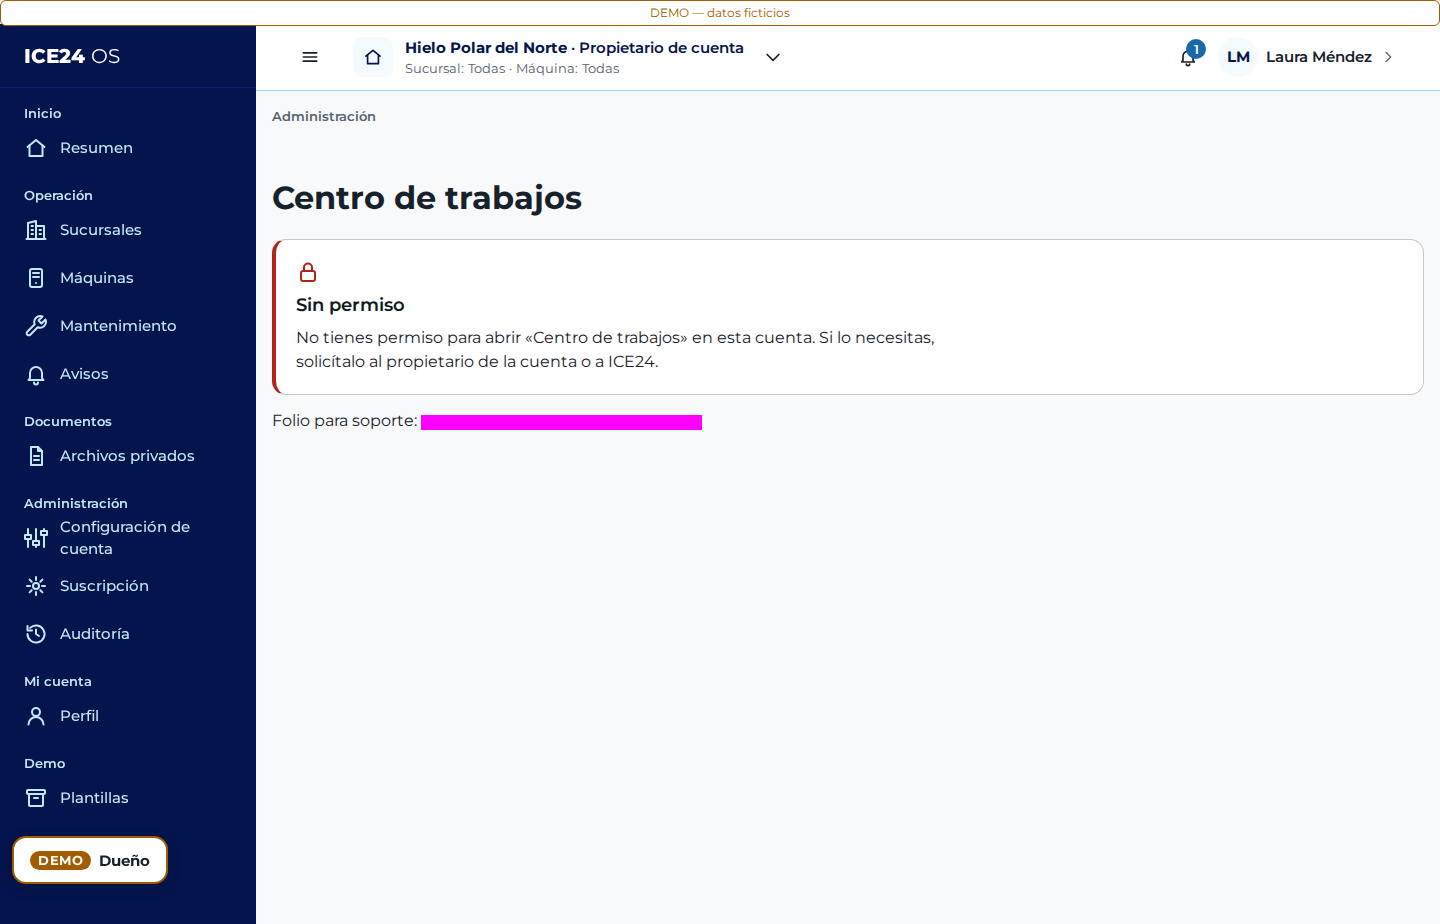 DEMO — datos ficticios
ICE24 OS
Inicio
Resumen
Operación
Sucursales
Máquinas
Mantenimiento
Avisos
Documentos
Archivos privados
Administración
Configuración de
cuenta
Suscripción
Auditoría
Mi cuenta
Perfil
Demo
Plantillas
DEMO Dueño
Hielo Polar del Norte · Propietario de cuenta
Sucursal: Todas · Máquina: Todas
1
LM Laura Méndez
Administración
Centro de trabajos
Sin permiso
No tienes permiso para abrir «Centro de trabajos» en esta cuenta. Si lo necesitas,
solicítalo al propietario de la cuenta o a ICE24.
Folio para soporte: